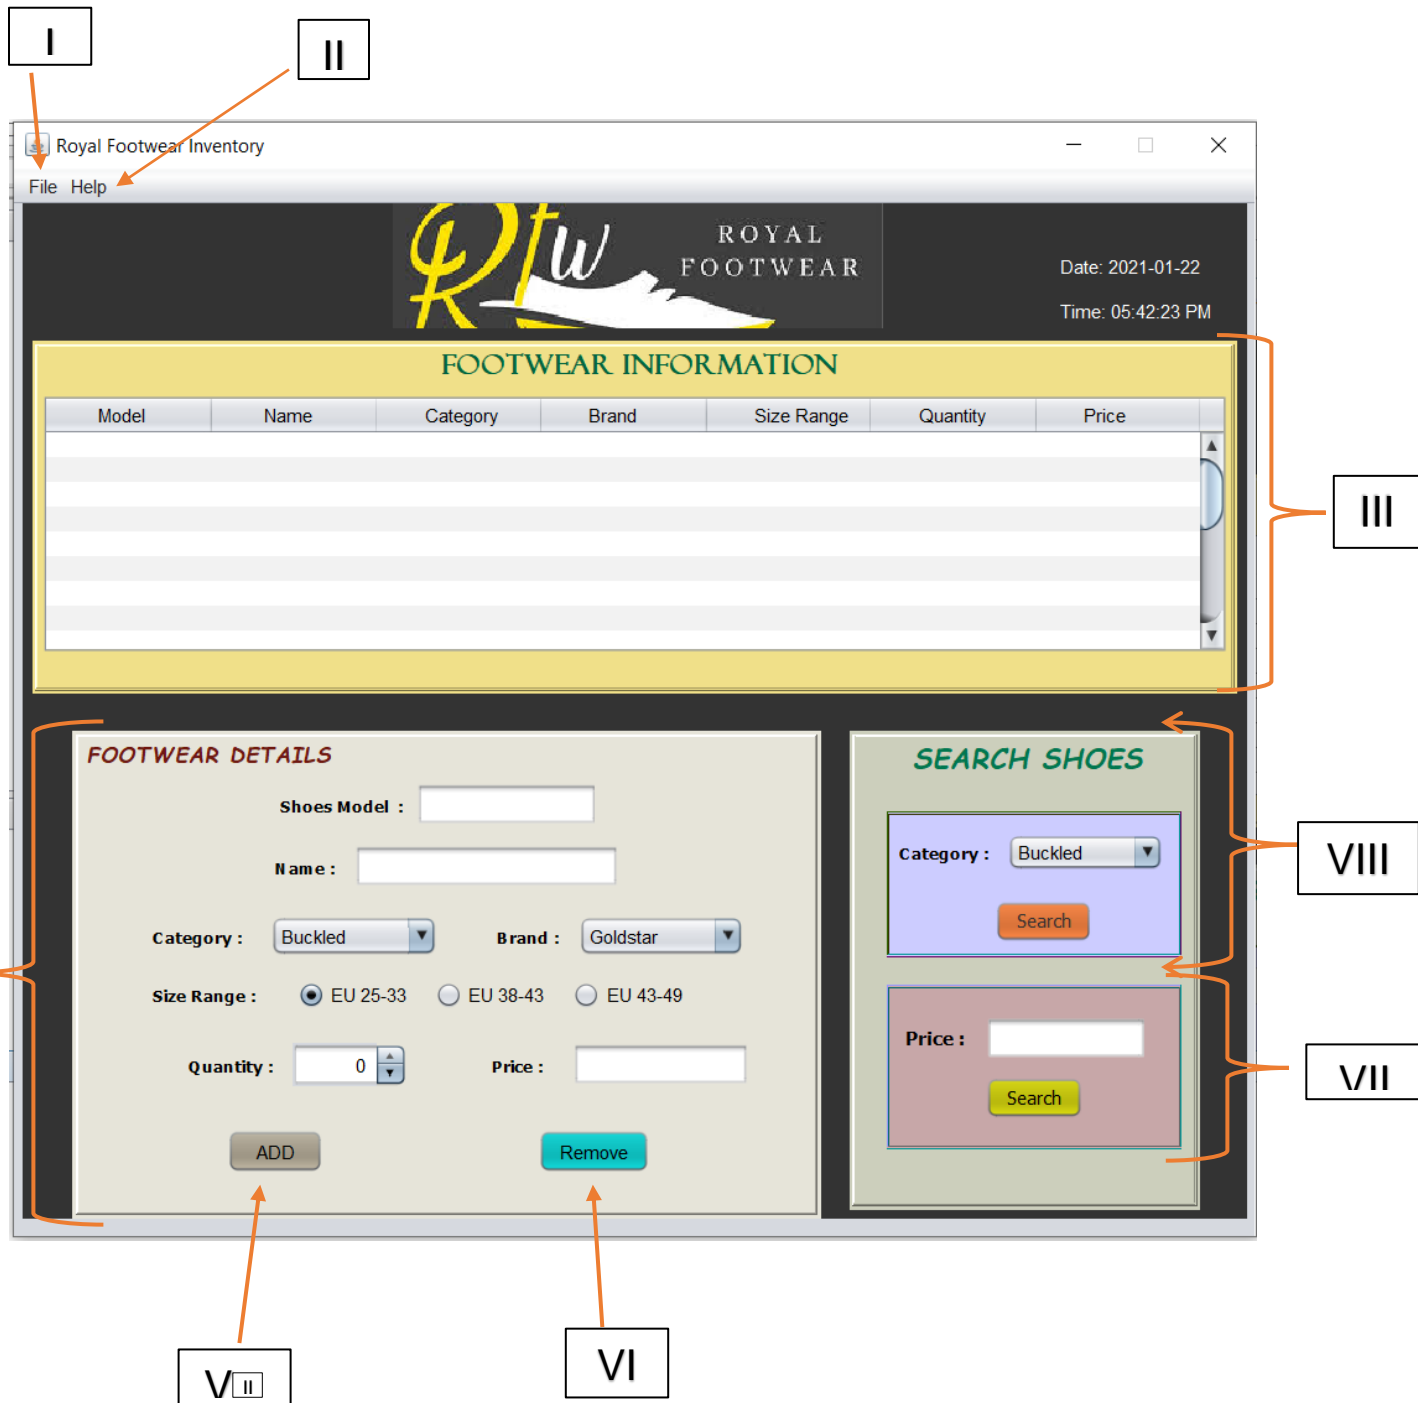 I
II
Royal Footwear Inventory
File Help
Rfw
ROYAL
FOOTWEAR
Date: 2021-01-22
Time: 05:42:23 PM
FOOTWEAR INFORMATION
Model Name Category Brand Size Range Quantity Price
III
FOOTWEAR DETAILS
Shoes Model :
Name :
Category : Buckled Brand : Goldstar
Size Range : EU 25-33 EU 38-43 EU 43-49
Quantity : 0 Price :
ADD Remove
SEARCH SHOES
Category : Buckled
Search
VIII
Price :
Search
VII
V II
VI